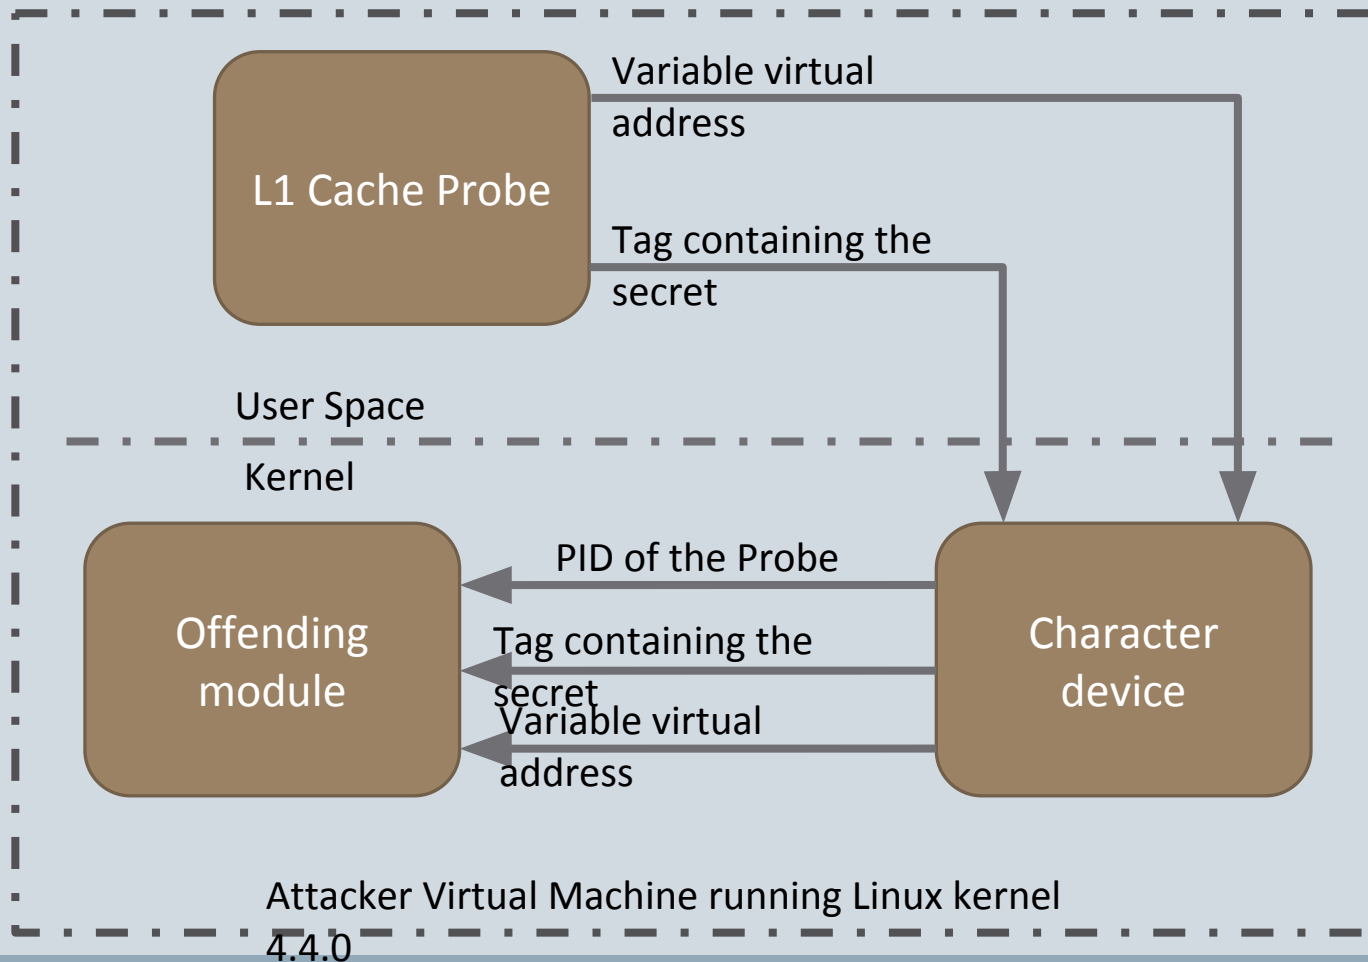 Variable virtual
address
L1 Cache Probe
Tag containing the
secret
User Space
Kernel
PID of the Probe
Offending
module
Tag containing the
secret
Variable virtual
address
Character
device
Attacker Virtual Machine running Linux kernel
4.4.0